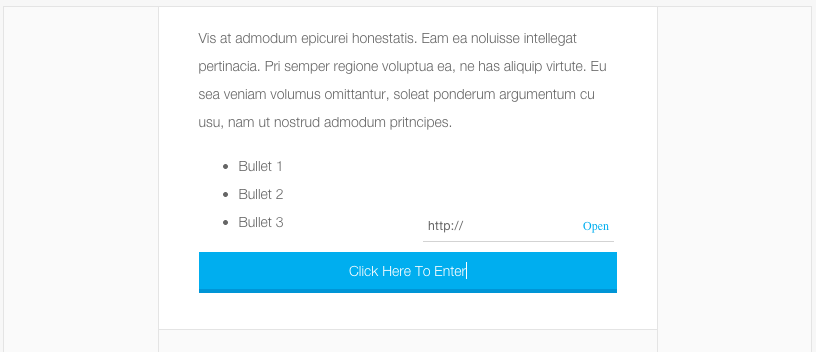 Vis at admodum epicurei honestatis. Eam ea noluisse intellegat
pertinacia. Pri semper regione voluptua ea, ne has aliquip virtute. Eu
sea veniam volumus omittantur, soleat ponderum argumentum cu
usu, nam ut nostrud admodum pritncipes.
• Bullet 1
• Bullet 2
• Bullet 3
http:// Open
Click Here To Enter